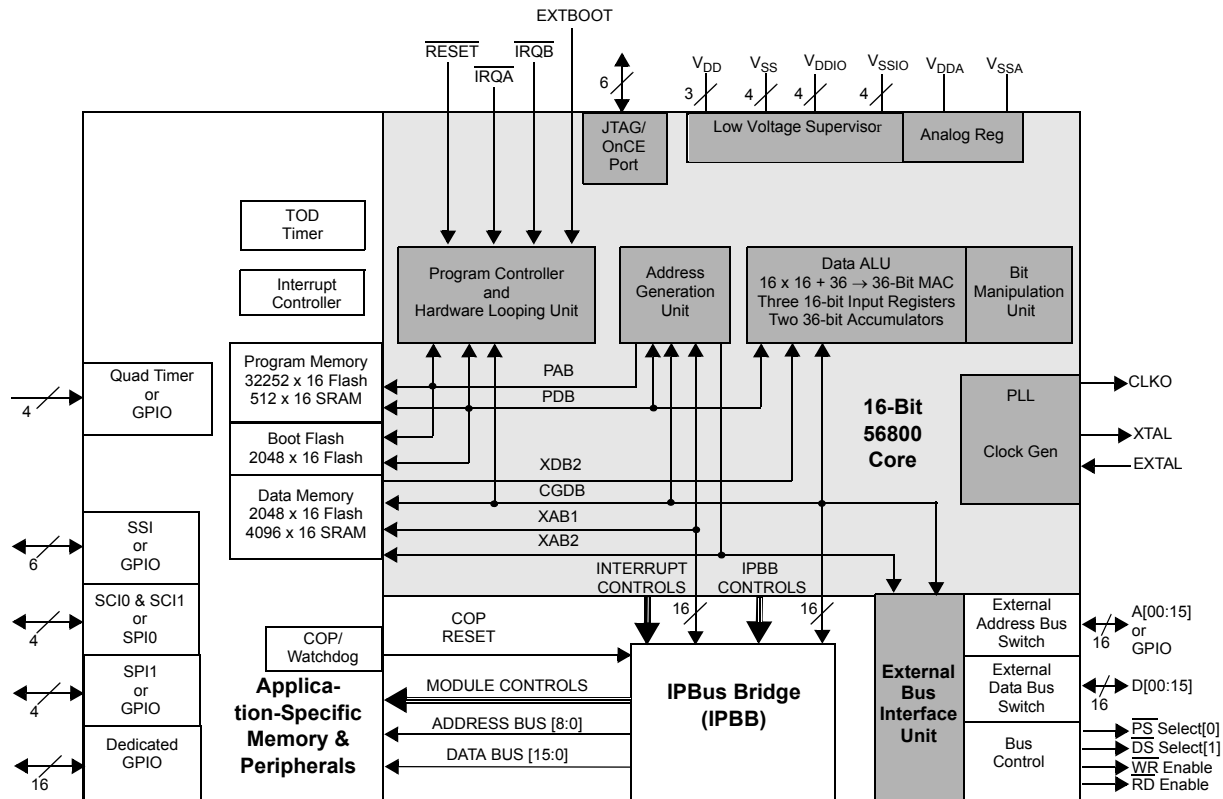 EXTBOOT
RESET
IRQB
IRQA
6
VDD
VSS
VDDIO
VSSIO
VDDA
VSSA
3
4
4
4
JTAG/
OnCE
Port
Low Voltage Supervisor
Analog Reg
TOD
Timer
Interrupt
Controller
Program Controller
and
Hardware Looping Unit
Address
Generation
Unit
Data ALU
16 x 16 + 36 → 36-Bit MAC
Three 16-bit Input Registers
Two 36-bit Accumulators
Bit
Manipulation
Unit
Quad Timer
or
GPIO
4
Program Memory
32252 x 16 Flash
512 x 16 SRAM
Boot Flash
2048 x 16 Flash
Data Memory
2048 x 16 Flash
4096 x 16 SRAM
PAB
PDB
XDB2
CGDB
XAB1
XAB2
16-Bit
56800
Core
PLL
Clock Gen
CLKO
XTAL
EXTAL
SSI
or
GPIO
6
SCI0 & SCI1
or
SPI0
4
SPI1
or
GPIO
4
Dedicated
GPIO
16
INTERRUPT
CONTROLS
16
IPBB
CONTROLS
16
COP/
Watchdog
COP
RESET
Applica-
tion-Specific
Memory &
Peripherals
MODULE CONTROLS
ADDRESS BUS [8:0]
DATA BUS [15:0]
IPBus Bridge
(IPBB)
External
Bus
Interface
Unit
External
Address Bus
Switch
External
Data Bus
Switch
Bus
Control
16
A[00:15]
or
GPIO
16
D[00:15]
PS Select[0]
DS Select[1]
WR Enable
RD Enable